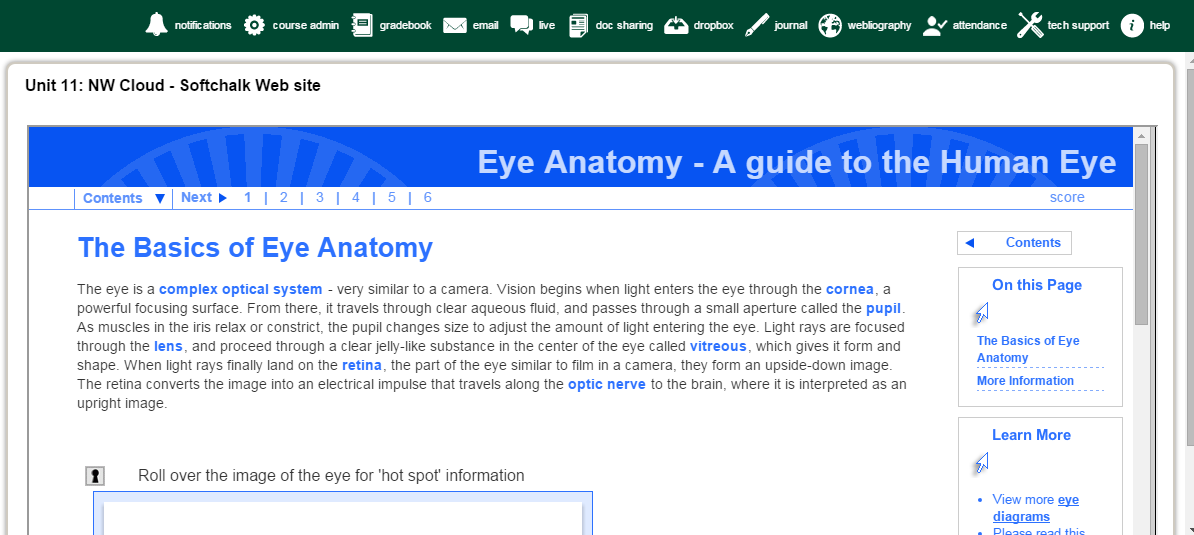 notifications course admin gradebook email live doc sharing dropbox journal webliography attendance tech support help
Unit 11: NW Cloud - Softchalk Web site
Eye Anatomy - A guide to the Human Eye
Contents ▼ Next ▶ 1 | 2 | 3 | 4 | 5 | 6 score
The Basics of Eye Anatomy
The eye is a complex optical system - very similar to a camera. Vision begins when light enters the eye through the cornea, a
powerful focusing surface. From there, it travels through clear aqueous fluid, and passes through a small aperture called the pupil.
As muscles in the iris relax or constrict, the pupil changes size to adjust the amount of light entering the eye. Light rays are focused
through the lens, and proceed through a clear jelly-like substance in the center of the eye called vitreous, which gives it form and
shape. When light rays finally land on the retina, the part of the eye similar to film in a camera, they form an upside-down image.
The retina converts the image into an electrical impulse that travels along the optic nerve to the brain, where it is interpreted as an
upright image.
Roll over the image of the eye for 'hot spot' information
◀ Contents
On this Page
The Basics of Eye
Anatomy
More Information
Learn More
• View more eye
diagrams
• Please read this